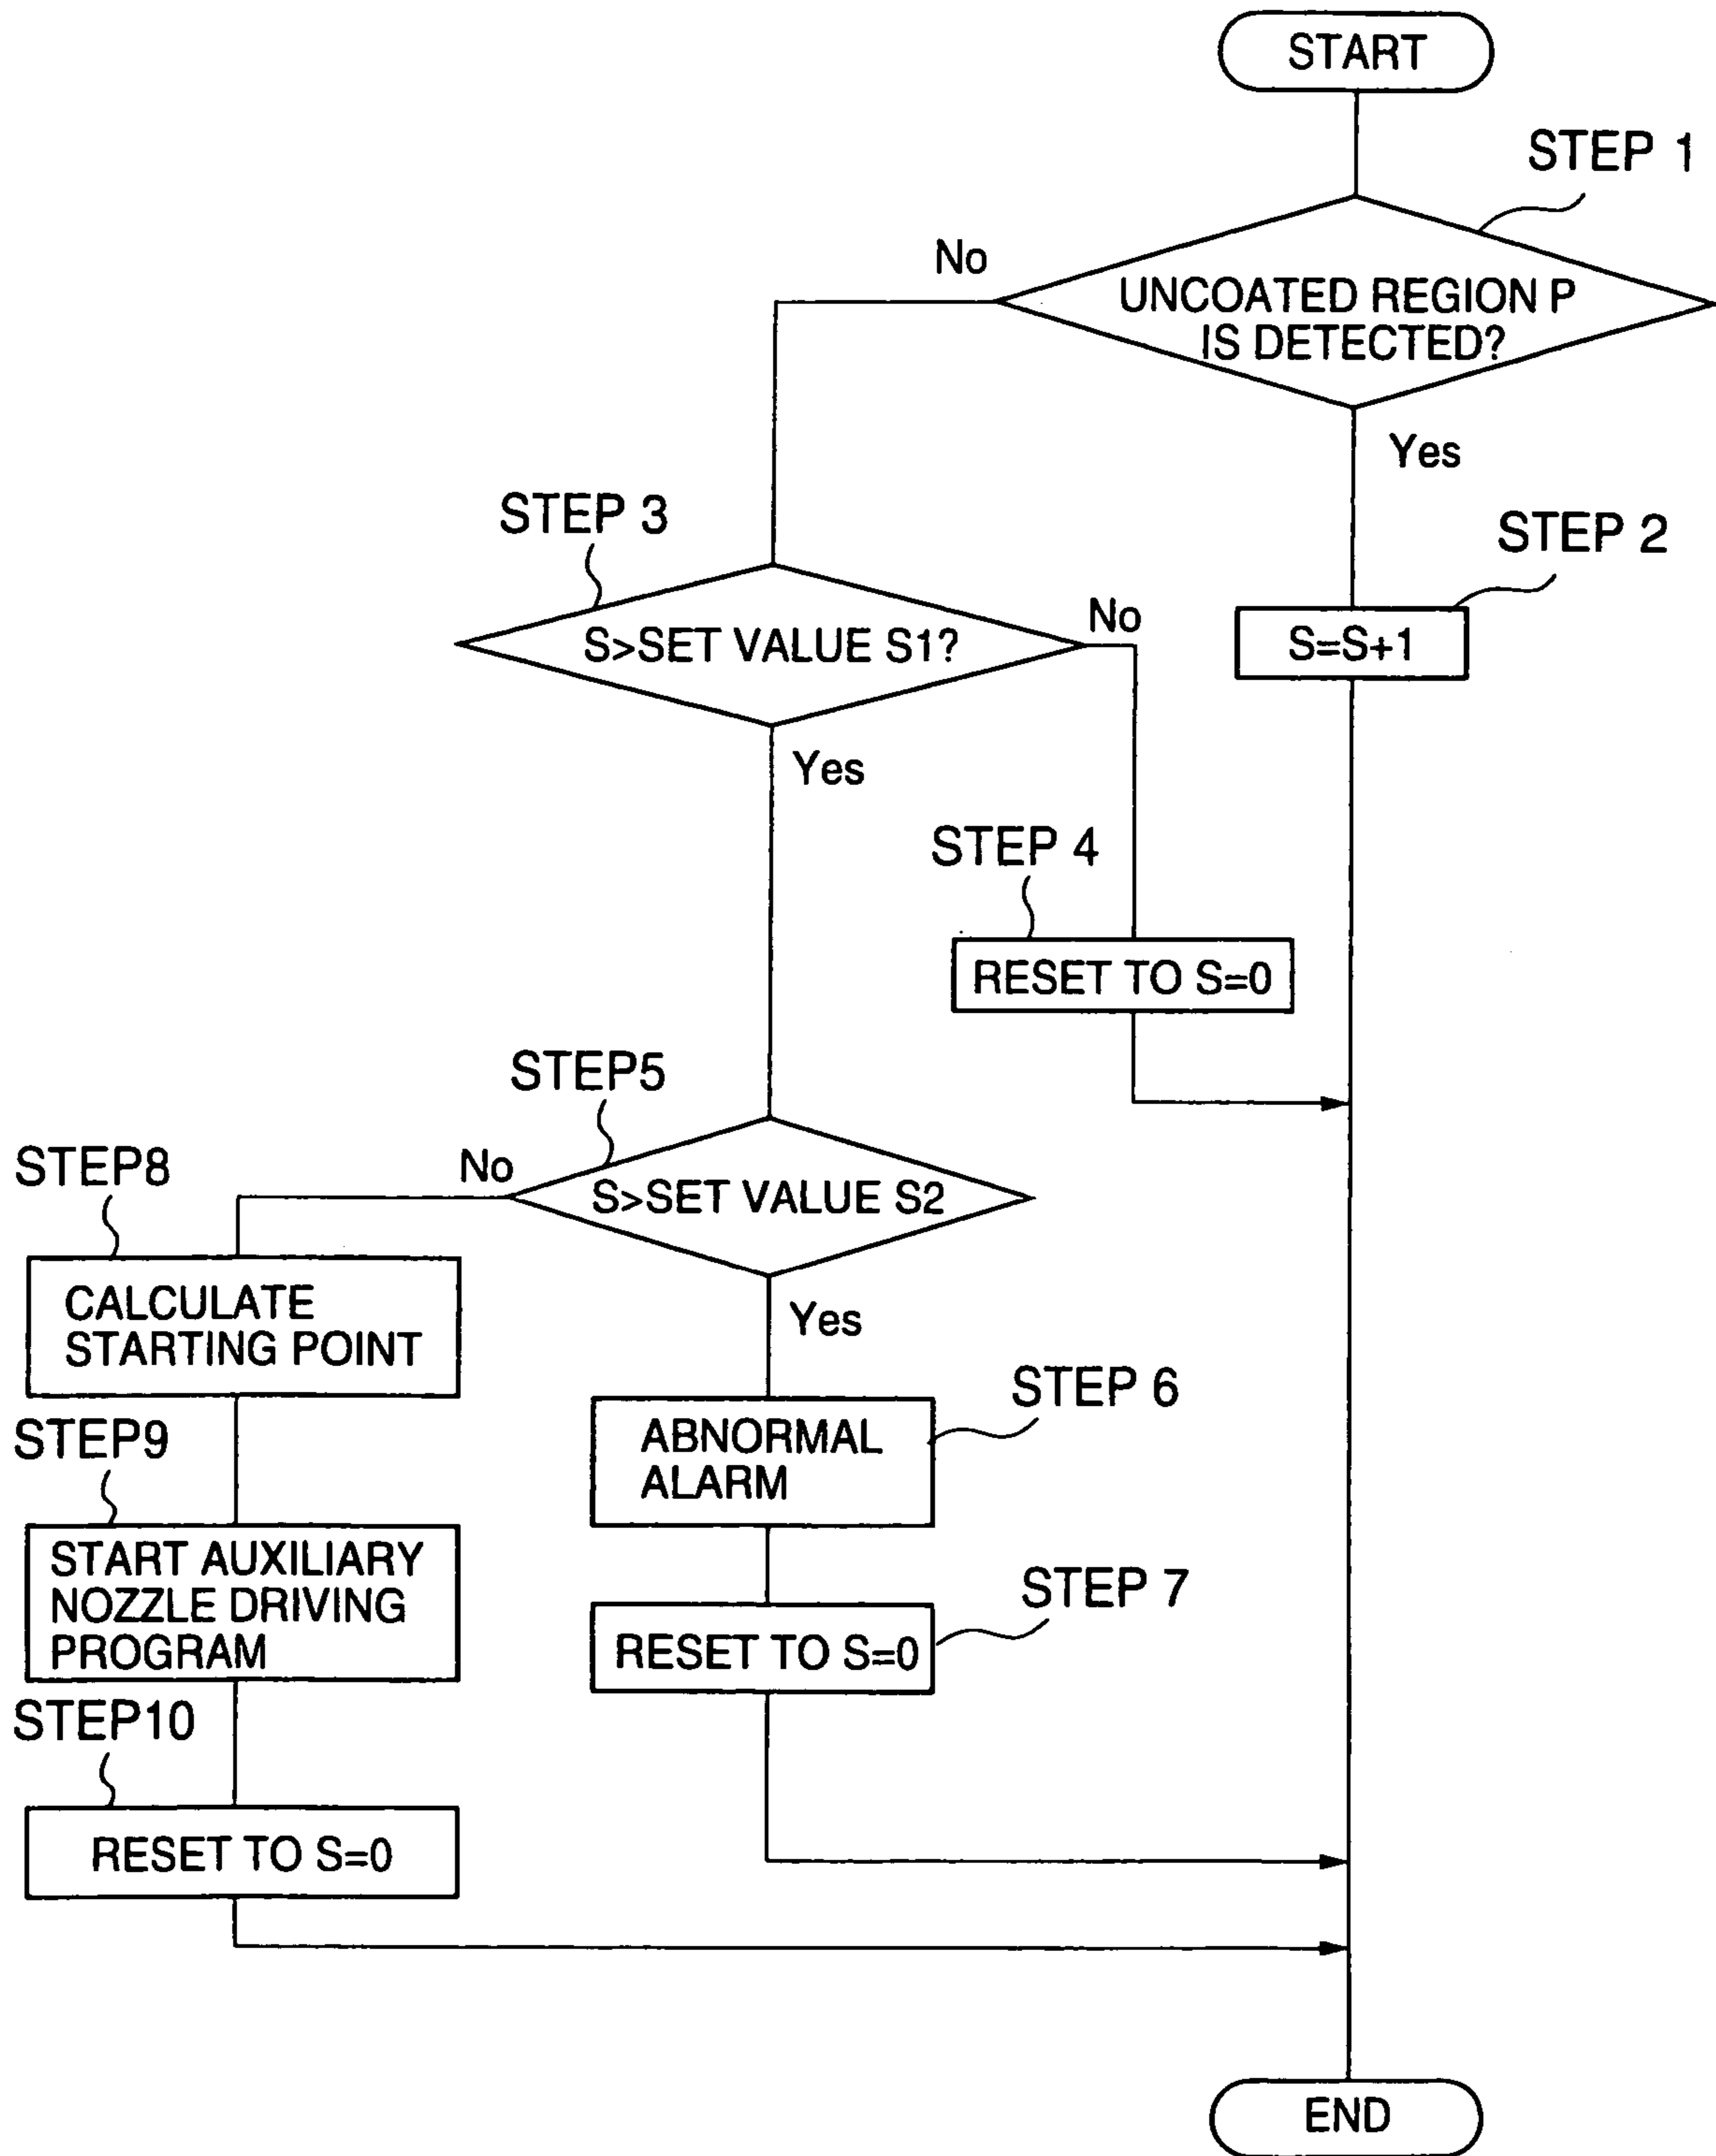 START
STEP 1
No
UNCOATED REGION P
IS DETECTED?
Yes
STEP 3
STEP 2
No
S>SET VALUE S1?
S=S+1
Yes
STEP 4
RESET TO S=0
STEP5
STEP8
No
S>SET VALUE S2
CALCULATE
STARTING POINT
Yes
STEP 6
ABNORMAL
ALARM
STEP9
START AUXILIARY
NOZZLE DRIVING
PROGRAM
STEP 7
RESET TO S=0
STEP10
RESET TO S=0
END